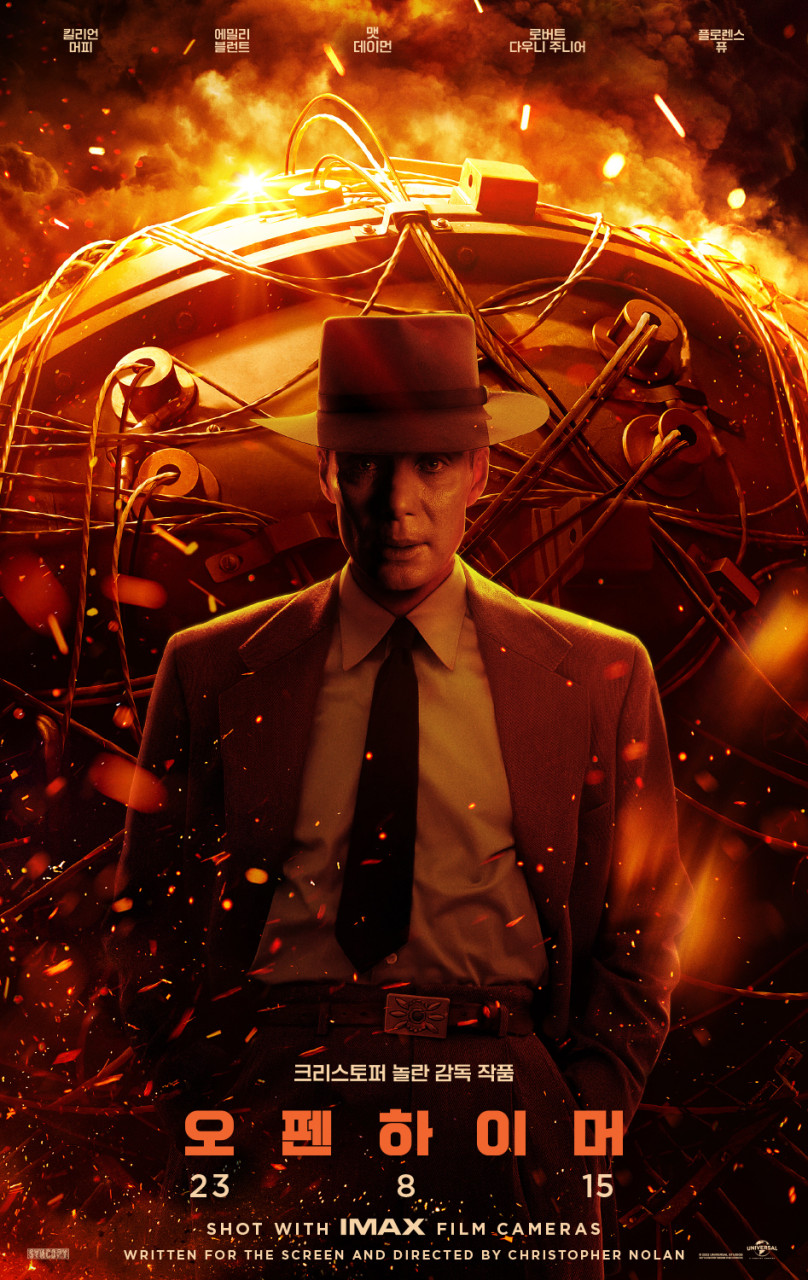 킬리언
머피
에밀리
블런트
맷
데이먼
로버트
다우니 주니어
플로렌스
퓨
크리스토퍼 놀란 감독 작품
오펜하이머
23 8 15
SHOT WITH IMAX FILM CAMERAS
SYNCOPY
WRITTEN FOR THE SCREEN AND DIRECTED BY CHRISTOPHER NOLAN
UNIVERSAL